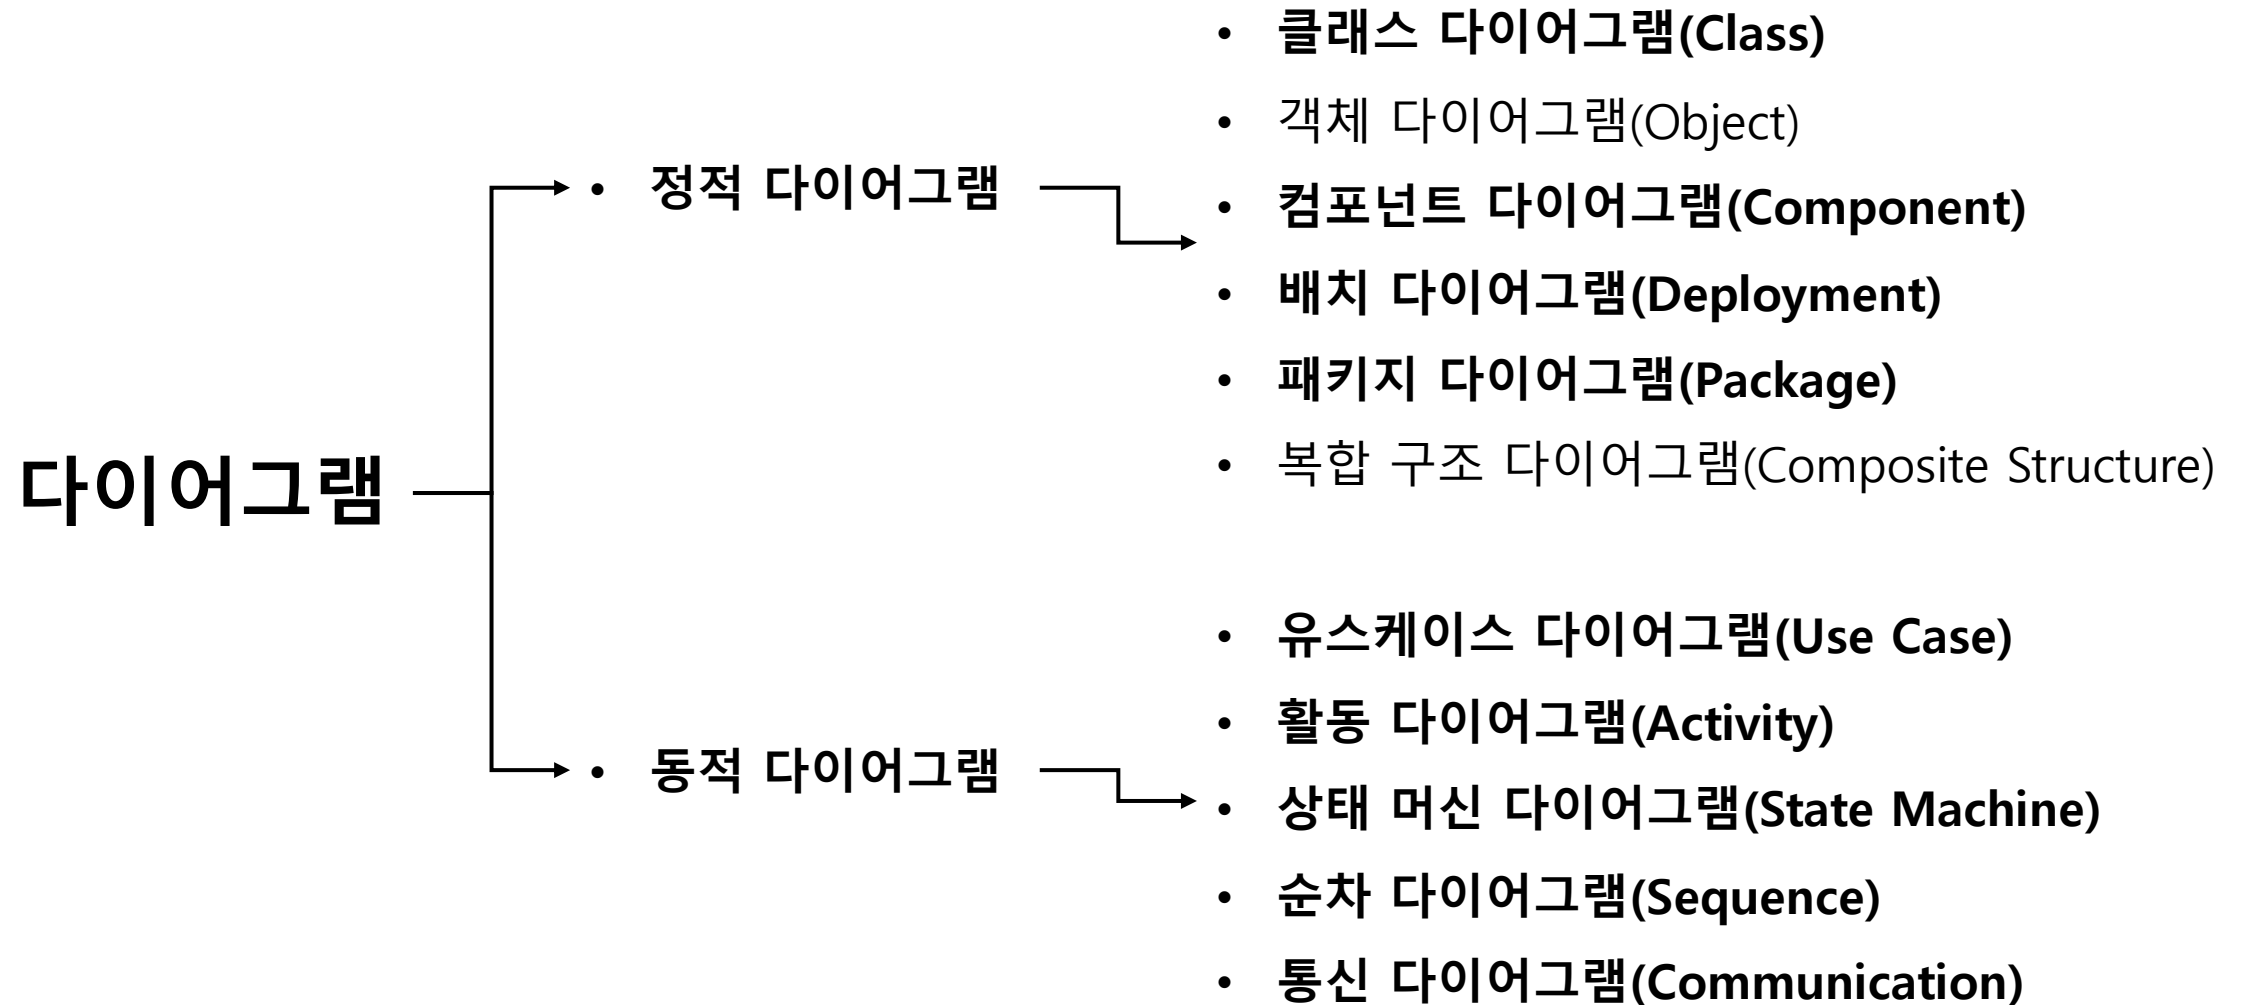 다이어그램
• 정적 다이어그램
• 클래스 다이어그램(Class)
• 객체 다이어그램(Object)
• 컴포넌트 다이어그램(Component)
• 배치 다이어그램(Deployment)
• 패키지 다이어그램(Package)
• 복합 구조 다이어그램(Composite Structure)
• 동적 다이어그램
• 유스케이스 다이어그램(Use Case)
• 활동 다이어그램(Activity)
• 상태 머신 다이어그램(State Machine)
• 순차 다이어그램(Sequence)
• 통신 다이어그램(Communication)